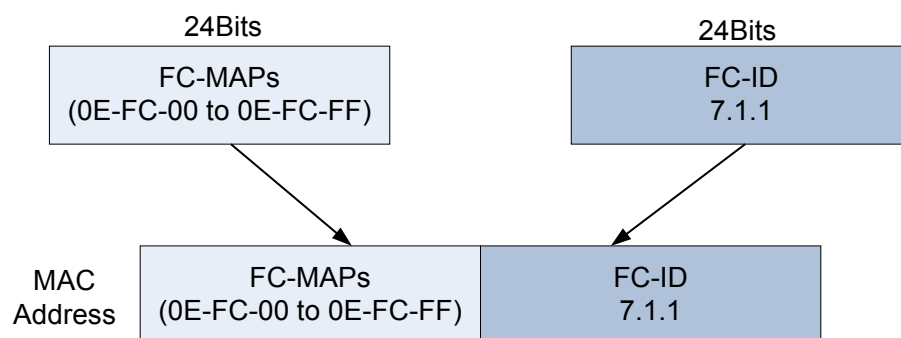 24Bits
24Bits
FC-MAPs
(0E-FC-00 to 0E-FC-FF)
FC-ID
7.1.1
MAC
Address
FC-MAPs
(0E-FC-00 to 0E-FC-FF)
FC-ID
7.1.1